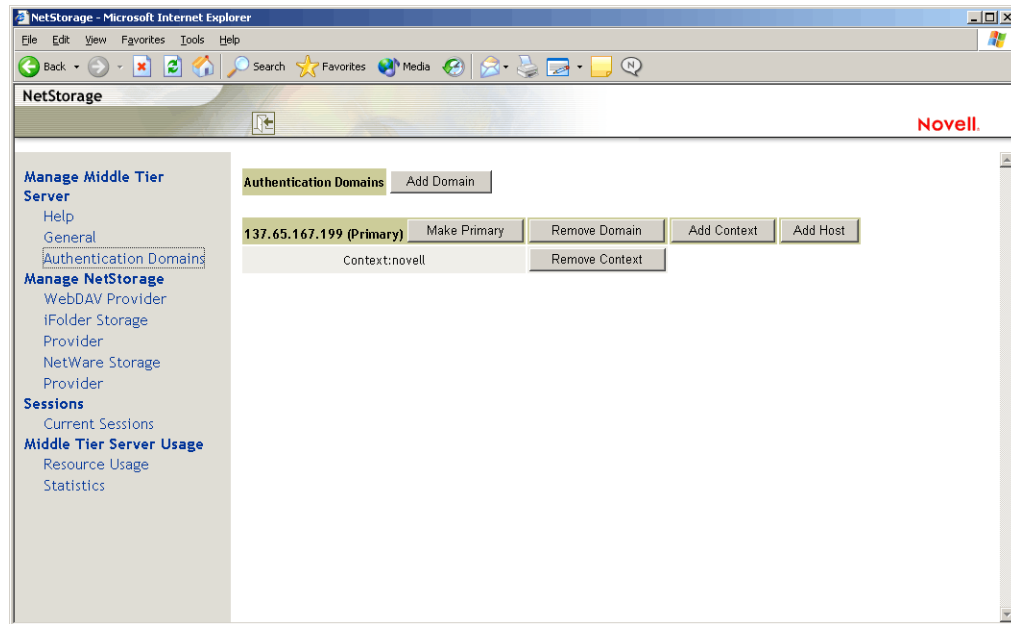 NetStorage - Microsoft Internet Explorer
File Edit View Favorites Tools Help
Back Search Favorites Media
NetStorage
Novell.
Manage Middle Tier
Server
Help
General
Authentication Domains
Manage NetStorage
WebDAV Provider
iFolder Storage
Provider
NetWare Storage
Provider
Sessions
Current Sessions
Middle Tier Server Usage
Resource Usage
Statistics
Authentication Domains Add Domain
137.65.167.199 (Primary) Make Primary Remove Domain Add Context Add Host
Context:novell Remove Context